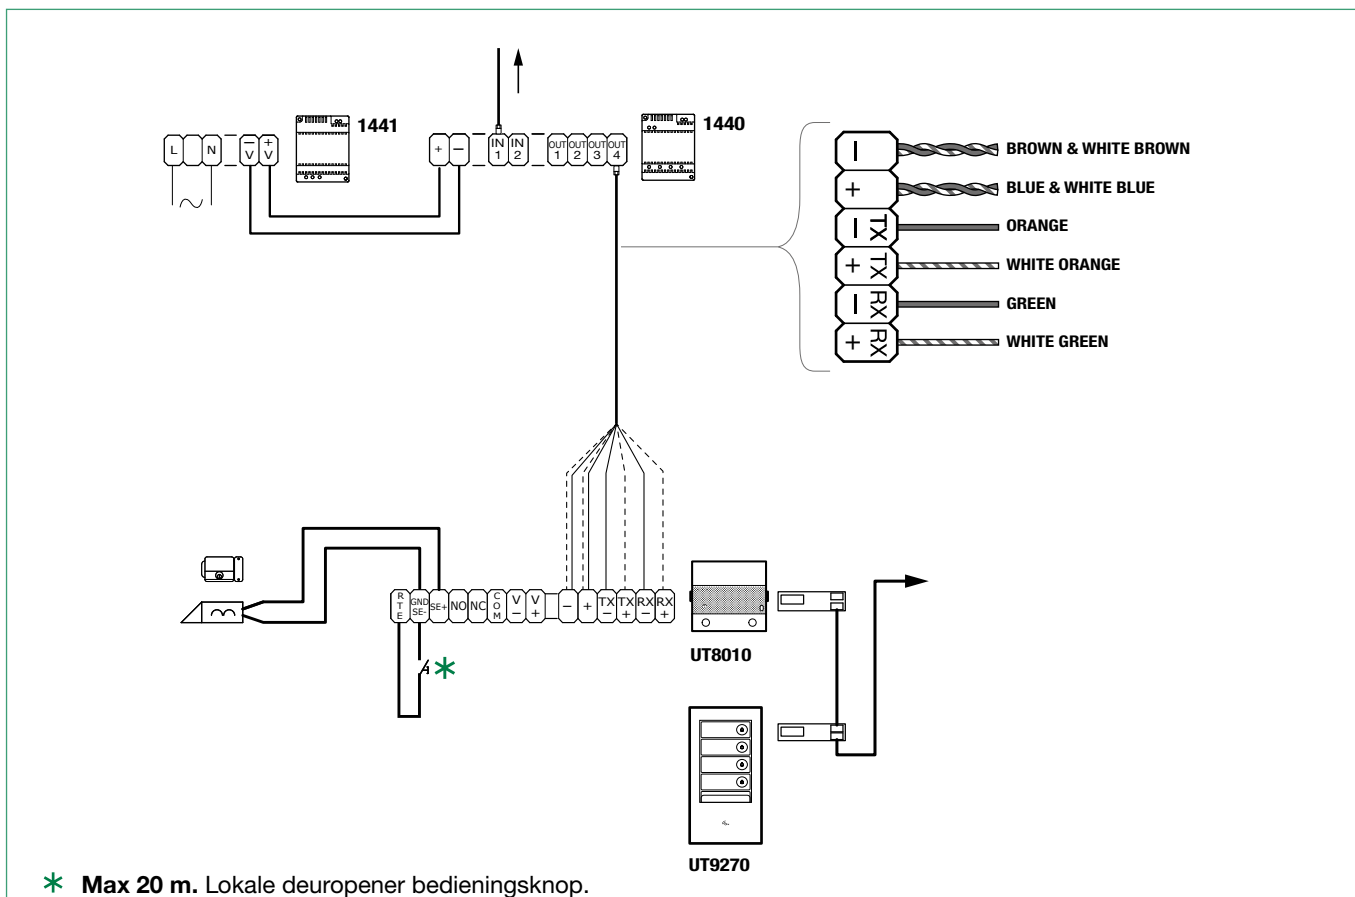 1441
1440
L N − V + V
+ − IN 1 IN 2 OUT 1 OUT 2 OUT 3 OUT 4
− BROWN & WHITE BROWN
+ BLUE & WHITE BLUE
− TX ORANGE
+ TX WHITE ORANGE
− RX GREEN
+ RX WHITE GREEN
RTE GND SE- SE+ NO NC COM V − V + − + TX − TX + RX − RX +
UT8010
UT9270
* Max 20 m. Lokale deuropener bedieningsknop.